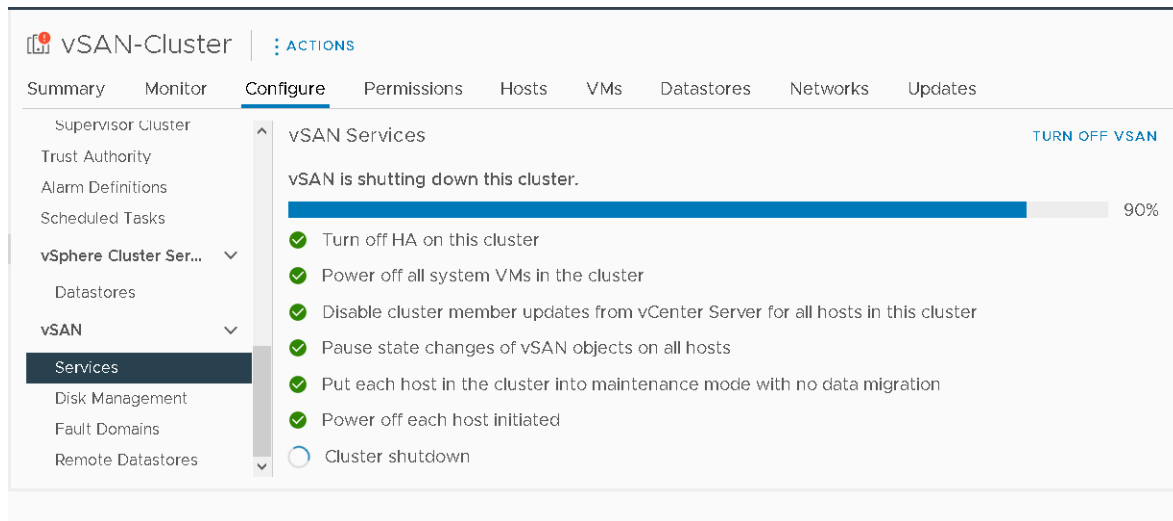 vSAN-Cluster
ACTIONS
Summary Monitor Configure Permissions Hosts VMs Datastores Networks Updates
Supervisor Cluster
Trust Authority
Alarm Definitions
Scheduled Tasks
vSphere Cluster Ser...
Datastores
vSAN
Services
Disk Management
Fault Domains
Remote Datastores
vSAN Services
TURN OFF VSAN
vSAN is shutting down this cluster.
90%
Turn off HA on this cluster
Power off all system VMs in the cluster
Disable cluster member updates from vCenter Server for all hosts in this cluster
Pause state changes of vSAN objects on all hosts
Put each host in the cluster into maintenance mode with no data migration
Power off each host initiated
Cluster shutdown